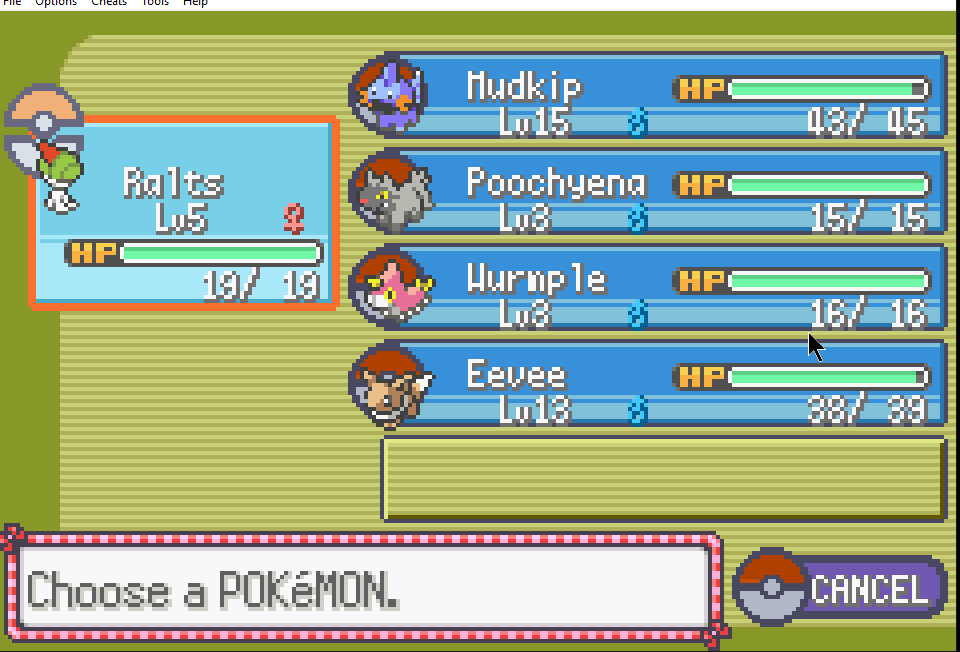 File Options Cheats Tools Help
Ralts
Lv5 ♀
HP
19/ 19
Mudkip
HP
Lv15 ♂
43/ 45
Poochyena
HP
Lv3 ♂
15/ 15
Wurmple
HP
Lv3 ♂
16/ 16
Eevee
HP
Lv13 ♂
38/ 39
Choose a POKéMON.
CANCEL